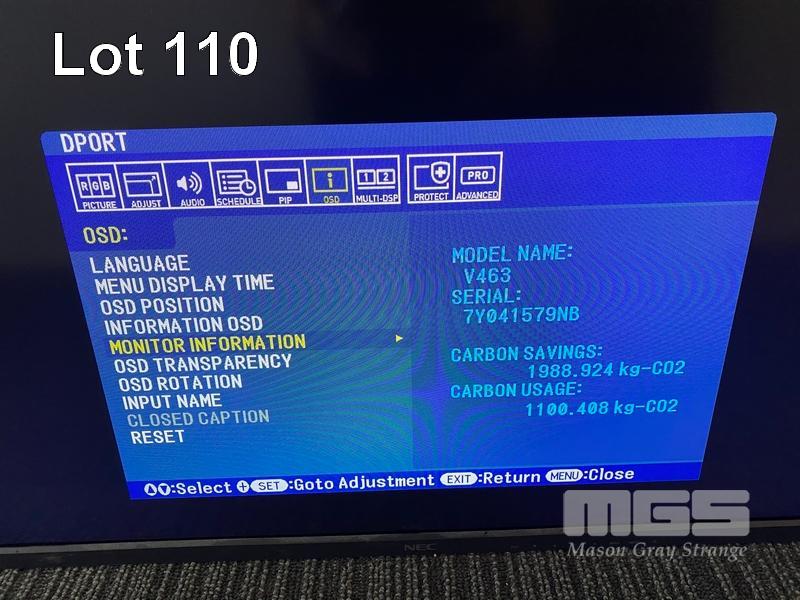 Lot 110
DPORT
RGB
1 2
PRO
PICTURE ADJUST AUDIO SCHEDULE PIP OSD MULTI-DSP PROTECT ADVANCED
OSD:
LANGUAGE
MENU DISPLAY TIME
OSD POSITION
INFORMATION OSD
MONITOR INFORMATION
OSD TRANSPARENCY
OSD ROTATION
INPUT NAME
CLOSED CAPTION
RESET
MODEL NAME:
V463
SERIAL:
7Y041579NB
CARBON SAVINGS:
1988.924 kg-CO2
CARBON USAGE:
1100.408 kg-CO2
:Select + SET :Goto Adjustment EXIT :Return MENU :Close
NEC
MGS
Mason Gray Strange